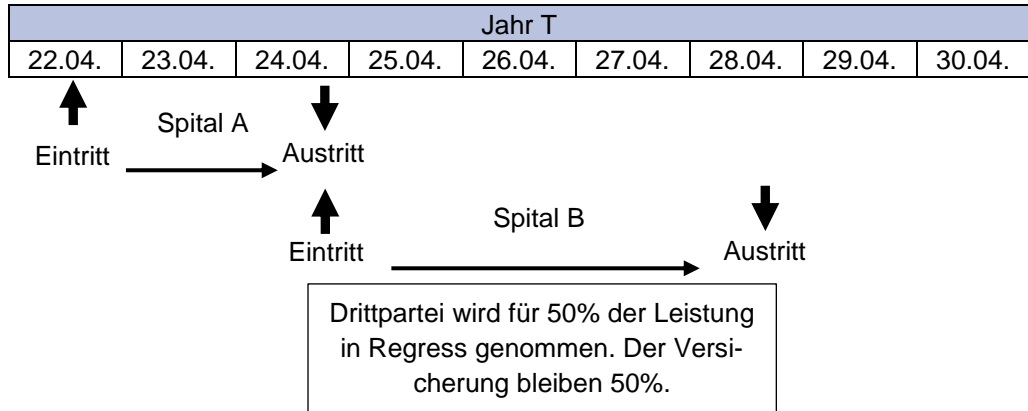 Jahr T
22.04. 23.04. 24.04. 25.04. 26.04. 27.04. 28.04. 29.04. 30.04.
Spital A
Eintritt Austritt
Spital B
Eintritt Austritt
Drittpartei wird für 50% der Leistung
in Regress genommen. Der Versi-
cherung bleiben 50%.